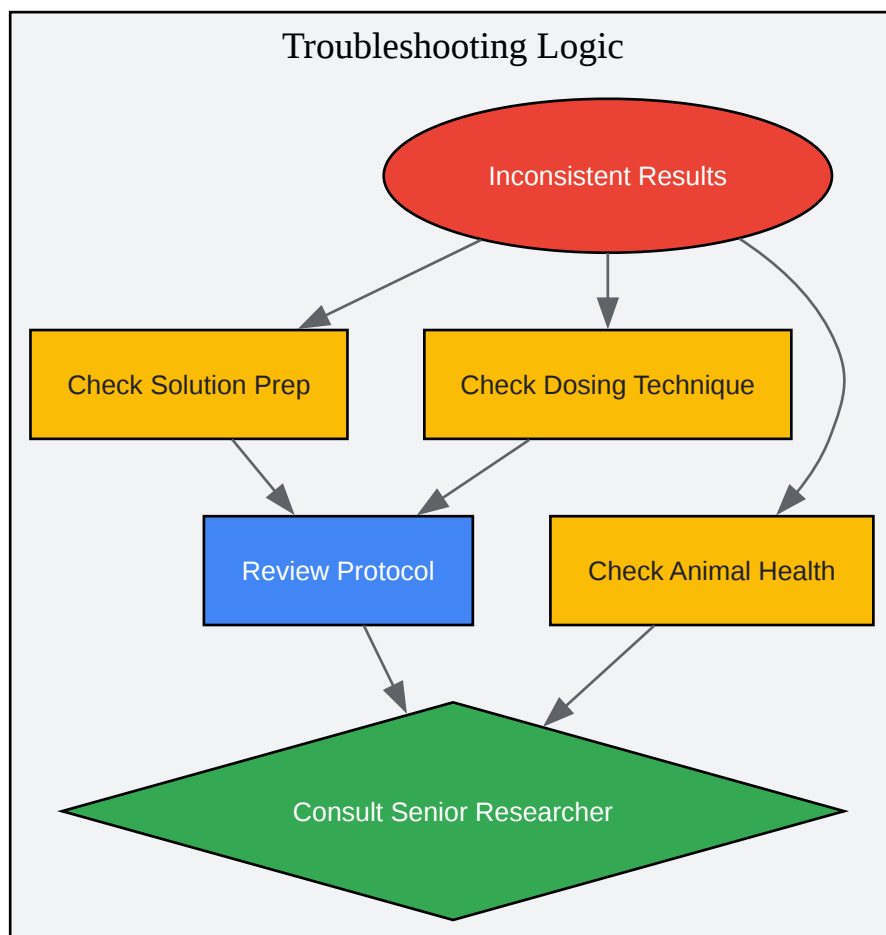 Troubleshooting Logic
Inconsistent Results
Check Solution Prep
Check Dosing Technique
Review Protocol
Check Animal Health
Consult Senior Researcher